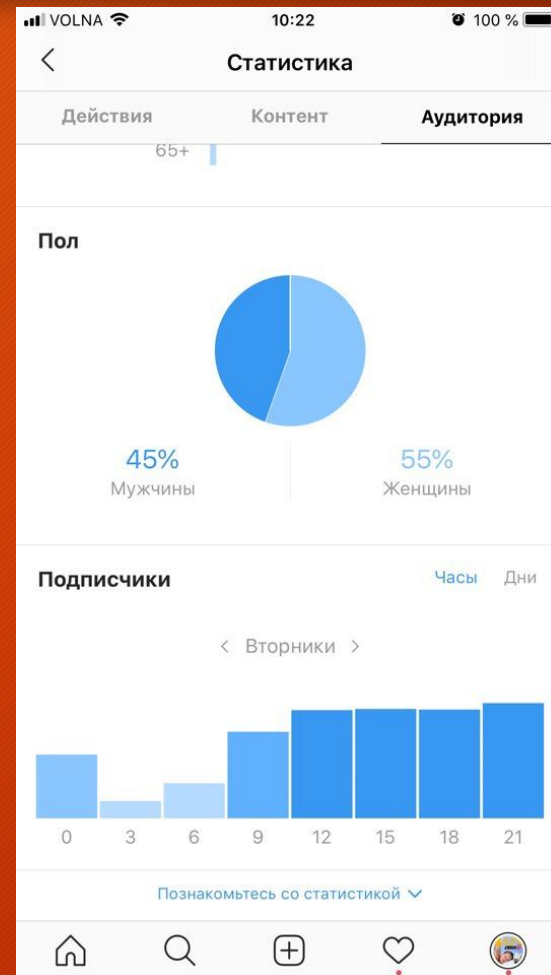 VOLNA 10:22 100 %
Статистика
Действия Контент Аудитория
65+
Пол
45% 55%
Мужчины Женщины
Подписчики Часы Дни
< Вторники >
0 3 6 9 12 15 18 21
Познакомьтесь со статистикой